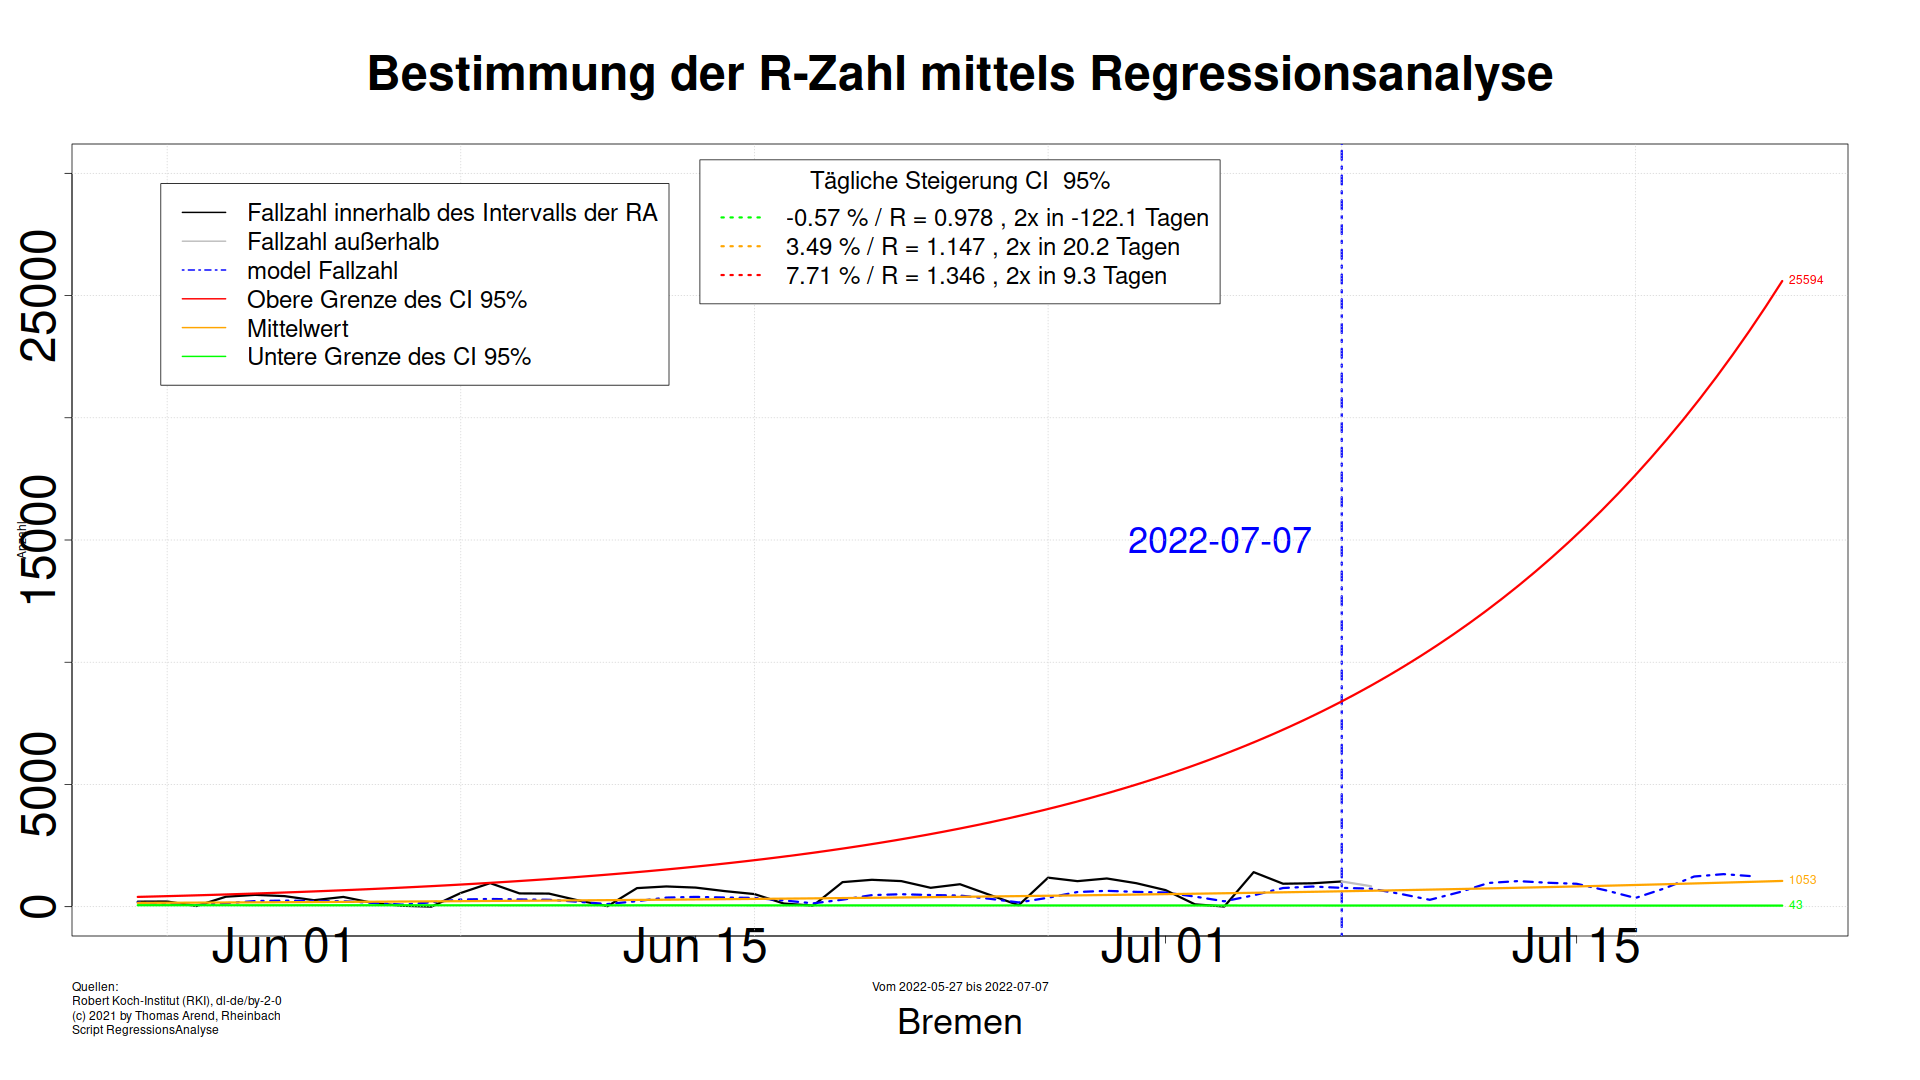 Bestimmung der R-Zahl mittels Regressionsanalyse
Fallzahl innerhalb des Intervalls der RA
Fallzahl außerhalb
model Fallzahl
Obere Grenze des CI 95%
Mittelwert
Untere Grenze des CI 95%
Tägliche Steigerung CI  95%
-0.57 % / R = 0.978 , 2x in -122.1 Tagen
3.49 % / R = 1.147 , 2x in 20.2 Tagen
7.71 % / R = 1.346 , 2x in 9.3 Tagen
25594
1053
43
2022-07-07
Anzahl
25000
15000
5000
0
Jun 01
Jun 15
Jul 01
Jul 15
Quellen:
Robert Koch-Institut (RKI), dl-de/by-2-0
(c) 2021 by Thomas Arend, Rheinbach
Script RegressionsAnalyse
Vom 2022-05-27 bis 2022-07-07
Bremen